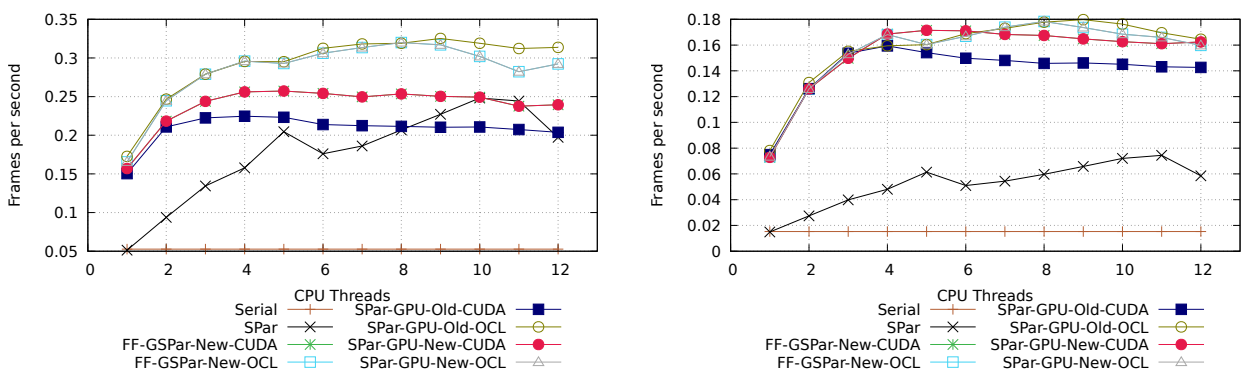 0.35
0.3
0.25
0.2
0.15
0.1
0.05
Frames per second
0 2 4 6 8 10 12
CPU Threads
Serial SPar-GPU-Old-CUDA
SPar SPar-GPU-Old-OCL
FF-GSPar-New-CUDA SPar-GPU-New-CUDA
FF-GSPar-New-OCL SPar-GPU-New-OCL
0.18
0.16
0.14
0.12
0.1
0.08
0.06
0.04
0.02
0
Frames per second
0 2 4 6 8 10 12
CPU Threads
Serial SPar-GPU-Old-CUDA
SPar SPar-GPU-Old-OCL
FF-GSPar-New-CUDA SPar-GPU-New-CUDA
FF-GSPar-New-OCL SPar-GPU-New-OCL